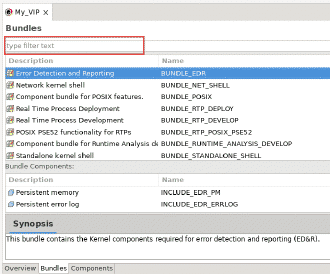 My_VIP
Bundles
type filter text
Description Name
Error Detection and Reporting BUNDLE_EDR
Network kernel shell BUNDLE_NET_SHELL
Component bundle for POSIX features. BUNDLE_POSIX
Real Time Process Deployment BUNDLE_RTP_DEPLOY
Real Time Process Development BUNDLE_RTP_DEVELOP
POSIX PSE52 functionality for RTPs BUNDLE_RTP_POSIX_PSE52
Component bundle for Runtime Analysis de BUNDLE_RUNTIME_ANALYSIS_DEVELOP
Standalone kernel shell BUNDLE_STANDALONE_SHELL
Bundle Components:
Description Name
Persistent memory INCLUDE_EDR_PM
Persistent error log INCLUDE_EDR_ERRLOG
Synopsis
This bundle contains the Kernel components required for error detection and reporting (ED&R).
Overview Bundles Components